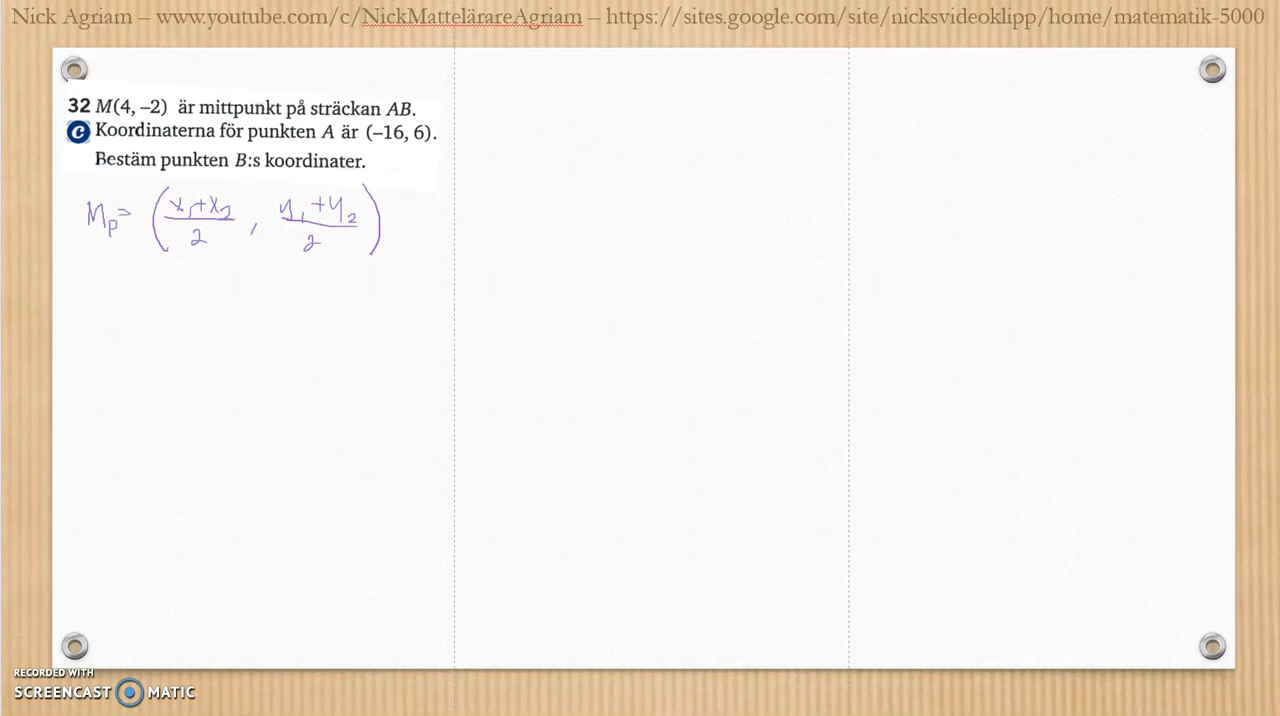 Nick Agriam – www.youtube.com/c/NickMattelärareAgriam – https://sites.google.com/site/nicksvideoklipp/home/matematik-5000
32 M(4, –2) är mittpunkt på sträckan AB.
C Koordinaterna för punkten A är (–16, 6).
Bestäm punkten B:s koordinater.
Mp = (x₁+x₂/2, y₁+y₂/2)
RECORDED WITH
SCREENCAST MATIC